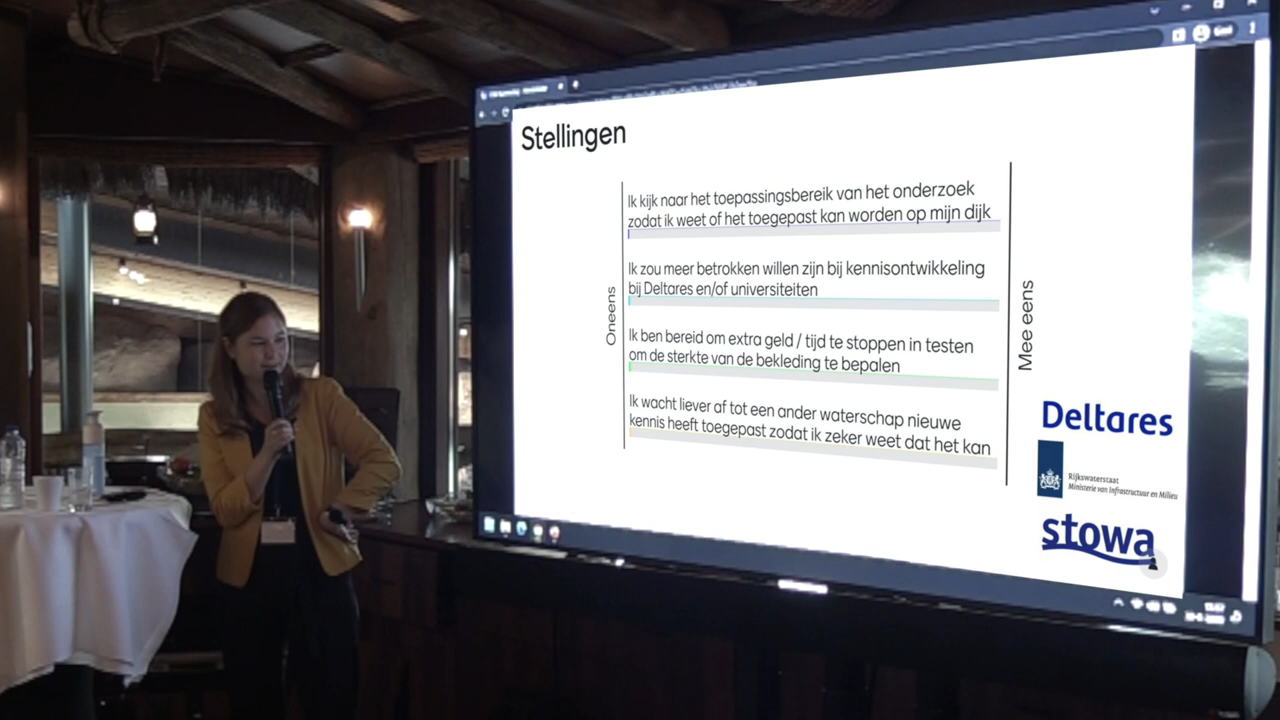 Stellingen
Ik kijk naar het toepassingsbereik van het onderzoek
zodat ik weet of het toegepast kan worden op mijn dijk
Ik zou meer betrokken willen zijn bij kennisontwikkeling
bij Deltares en/of universiteiten
Ik ben bereid om extra geld / tijd te stoppen in testen
om de sterkte van de bekleding te bepalen
Ik wacht liever af tot een ander waterschap nieuwe
kennis heeft toegepast zodat ik zeker weet dat het kan
Oneens
Mee eens
Deltares
Rijkswaterstaat
Ministerie van Infrastructuur en Milieu
stowa